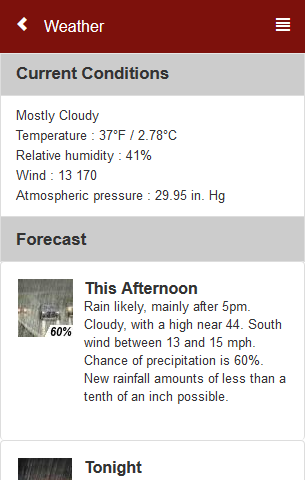 Weather
Current Conditions
Mostly Cloudy
Temperature : 37°F / 2.78°C
Relative humidity : 41%
Wind : 13 170
Atmospheric pressure : 29.95 in. Hg
Forecast
This Afternoon
Rain likely, mainly after 5pm.
Cloudy, with a high near 44. South
wind between 13 and 15 mph.
Chance of precipitation is 60%.
New rainfall amounts of less than a
tenth of an inch possible.
60%
Tonight